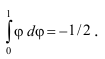 ∫₀¹ φ dφ = −1/2 .